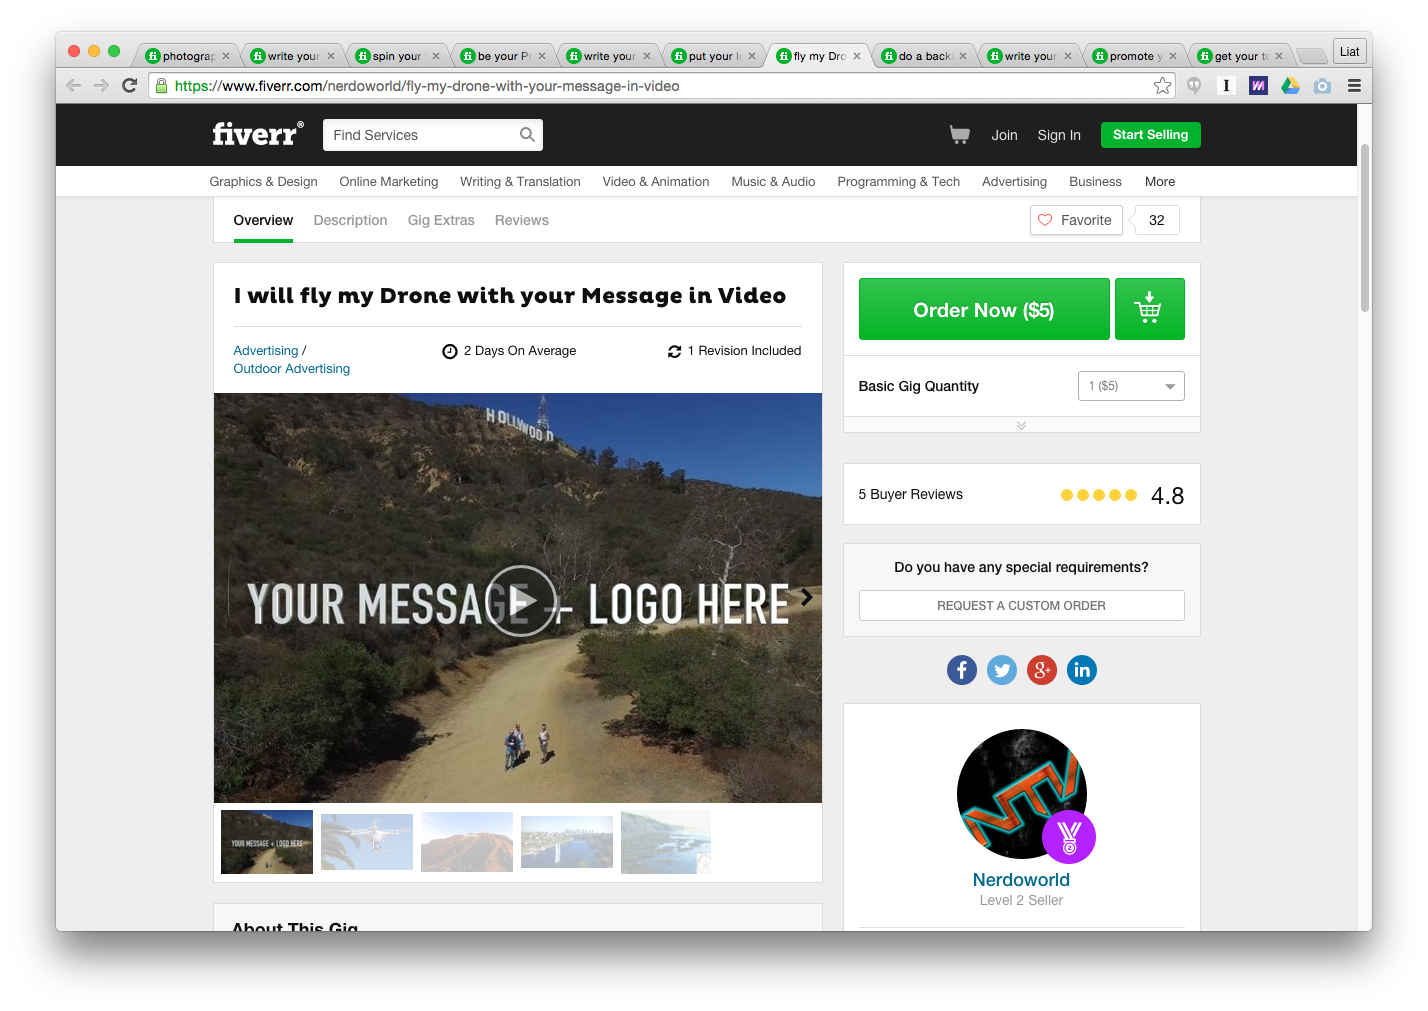 photograp
write your
spin your
be your Pr
write your
put your lo
fly my Dro
do a back
write your
promote y
get your te
Liat
https://www.fiverr.com/nerdoworld/fly-my-drone-with-your-message-in-video
fiverr®
Find Services
Join
Sign In
Start Selling
Graphics & Design
Online Marketing
Writing & Translation
Video & Animation
Music & Audio
Programming & Tech
Advertising
Business
More
Overview
Description
Gig Extras
Reviews
Favorite
32
I will fly my Drone with your Message in Video
Advertising /
Outdoor Advertising
2 Days On Average
1 Revision Included
HOLLYWOOD
YOUR MESSAGE + LOGO HERE
YOUR MESSAGE + LOGO HERE
Order Now ($5)
Basic Gig Quantity
1 ($5)
5 Buyer Reviews
4.8
Do you have any special requirements?
REQUEST A CUSTOM ORDER
NTV
2
Nerdoworld
Level 2 Seller
About This Gig